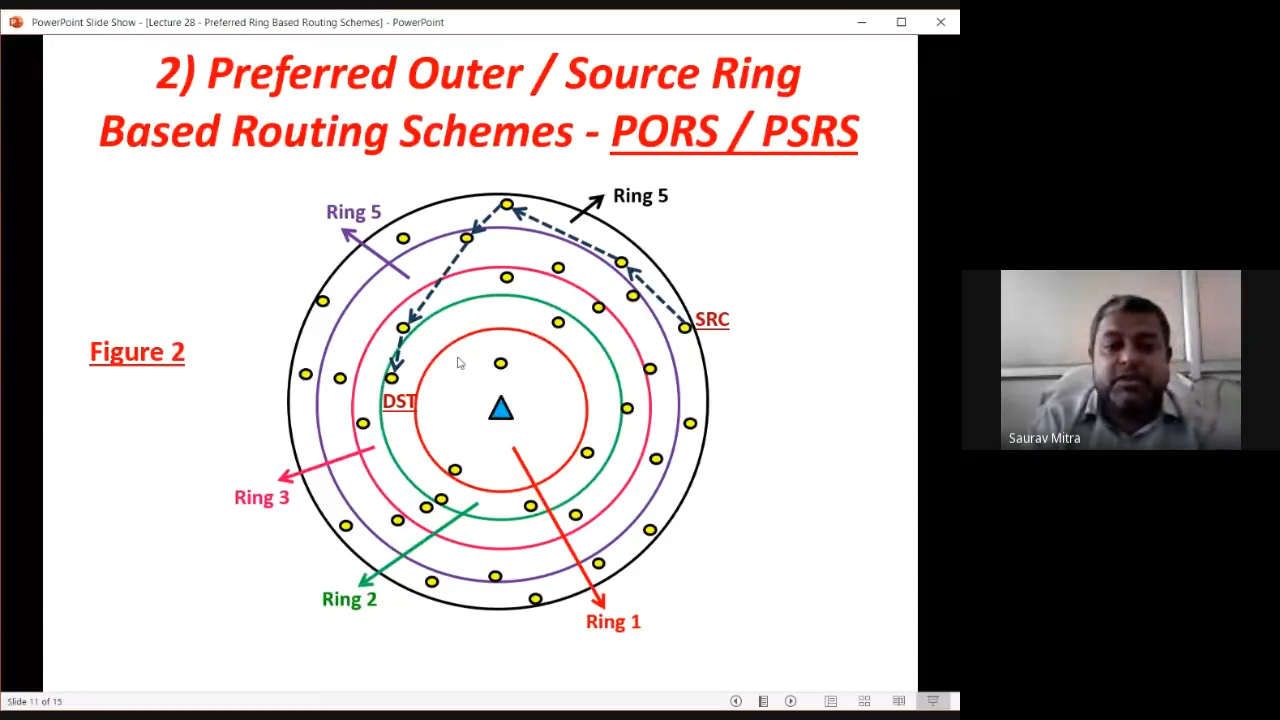 PowerPoint Slide Show - [Lecture 28 - Preferred Ring Based Routing Schemes] - PowerPoint
2) Preferred Outer / Source Ring
Based Routing Schemes - PORS / PSRS
Ring 5
Ring 5
SRC
Figure 2
DST
Ring 3
Ring 2
Ring 1
Saurav Mitra
Slide 11 of 15